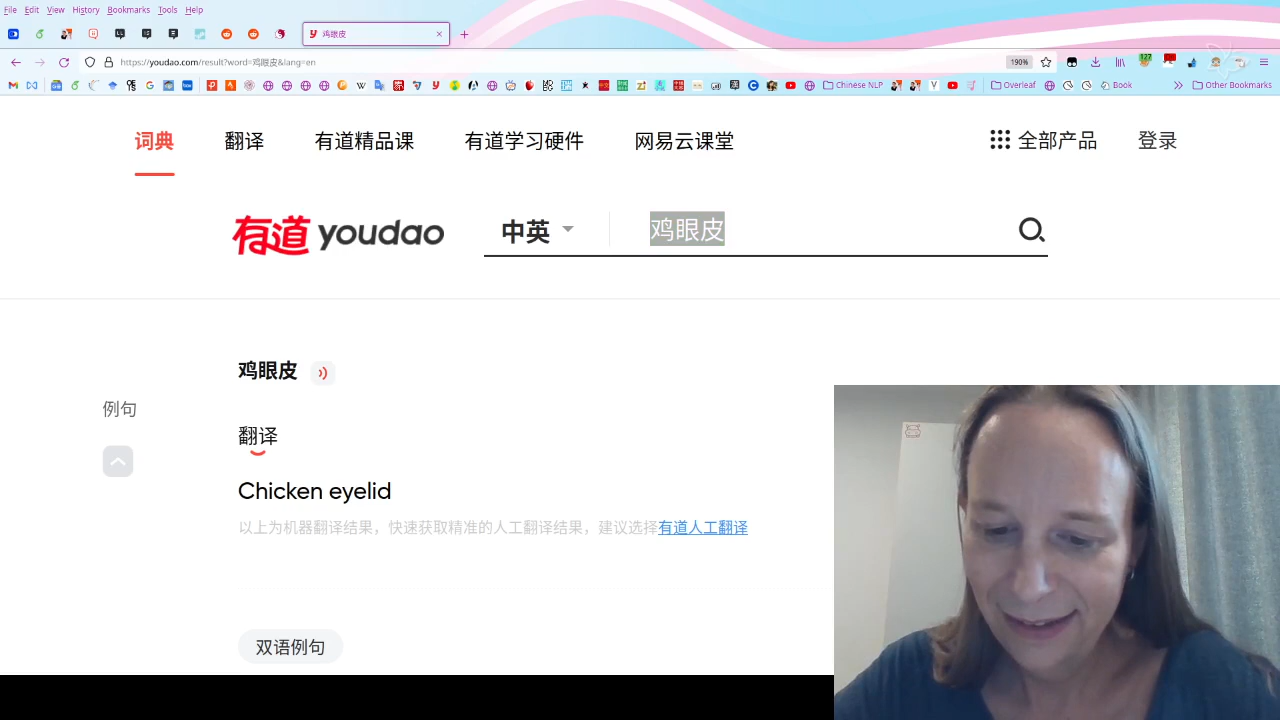 File Edit View History Bookmarks Tools Help
鸡眼皮
https://youdao.com/result?word=鸡眼皮&lang=en
190%
127
Chinese NLP
Overleaf
Book
Other Bookmarks
词典 翻译 有道精品课 有道学习硬件 网易云课堂 全部产品 登录
有道 youdao 中英 鸡眼皮
鸡眼皮
例句
翻译
Chicken eyelid
以上为机器翻译结果，快速获取精准的人工翻译结果，建议选择有道人工翻译
双语例句